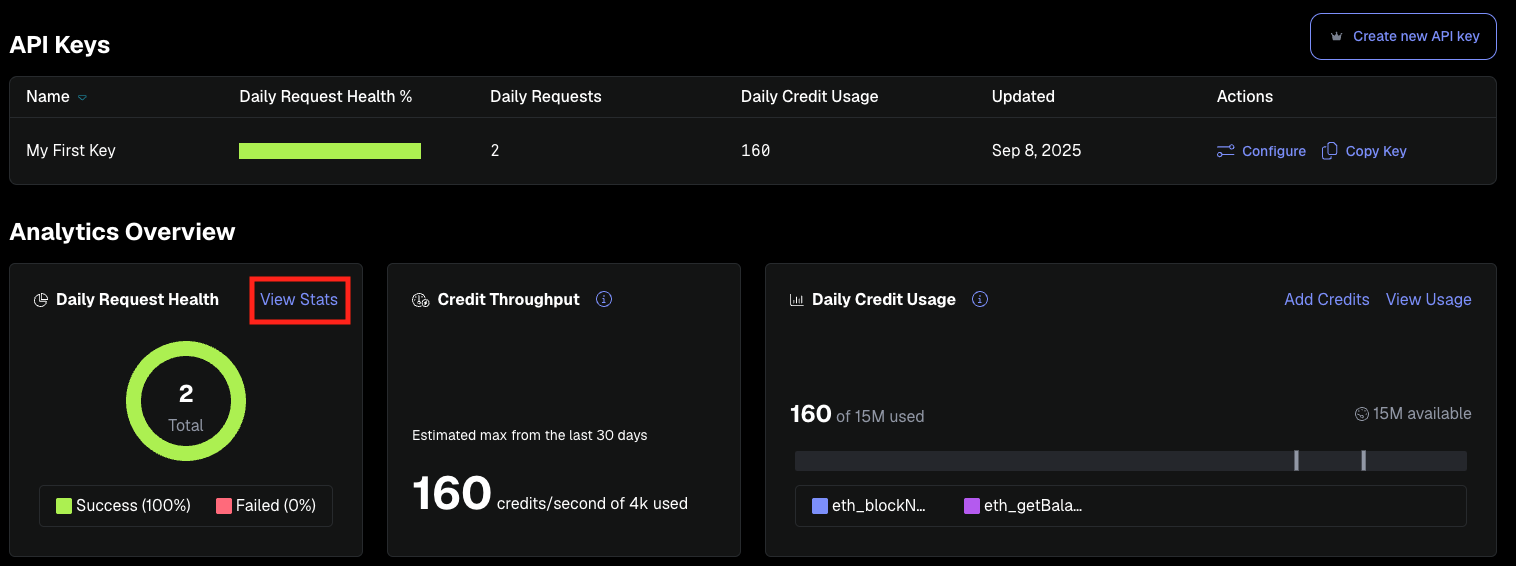 API Keys
Create new API key
Name Daily Request Health % Daily Requests Daily Credit Usage Updated Actions
My First Key 2 160 Sep 8, 2025 Configure Copy Key
Analytics Overview
Daily Request Health View Stats
2
Total
Success (100%) Failed (0%)
Credit Throughput
Estimated max from the last 30 days
160 credits/second of 4k used
Daily Credit Usage Add Credits View Usage
160 of 15M used 15M available
eth_blockN... eth_getBala...